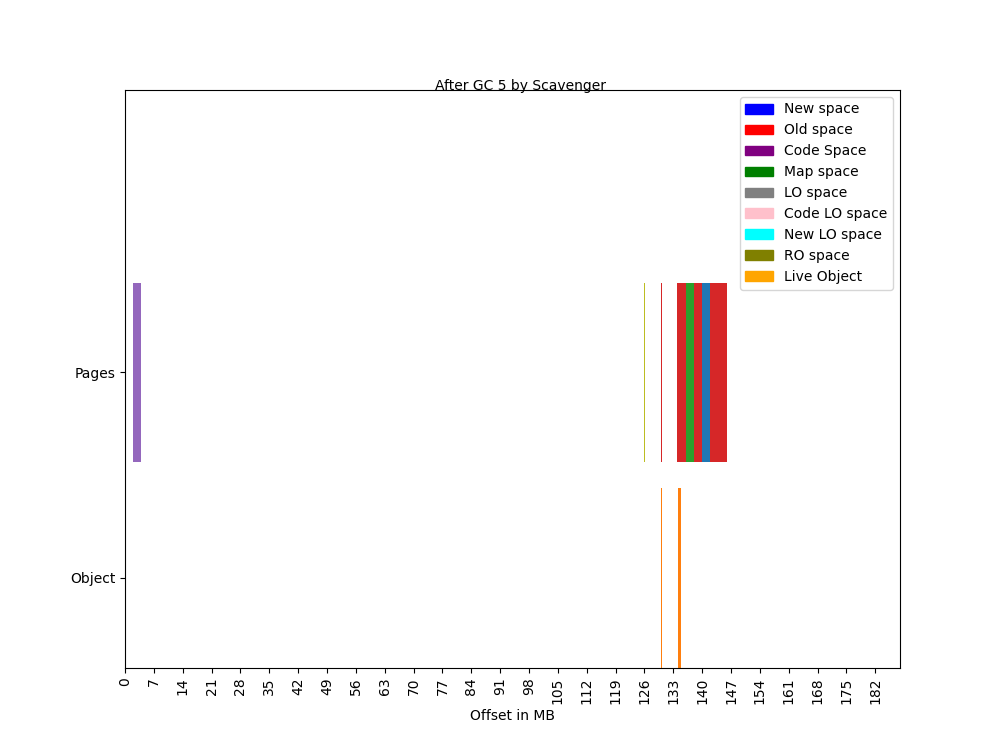 After GC 5 by Scavenger
New space
Old space
Code Space
Map space
LO space
Code LO space
New LO space
RO space
Live Object
Pages
Object
0 7 14 21 28 35 42 49 56 63 70 77 84 91 98 105 112 119 126 133 140 147 154 161 168 175 182
Offset in MB